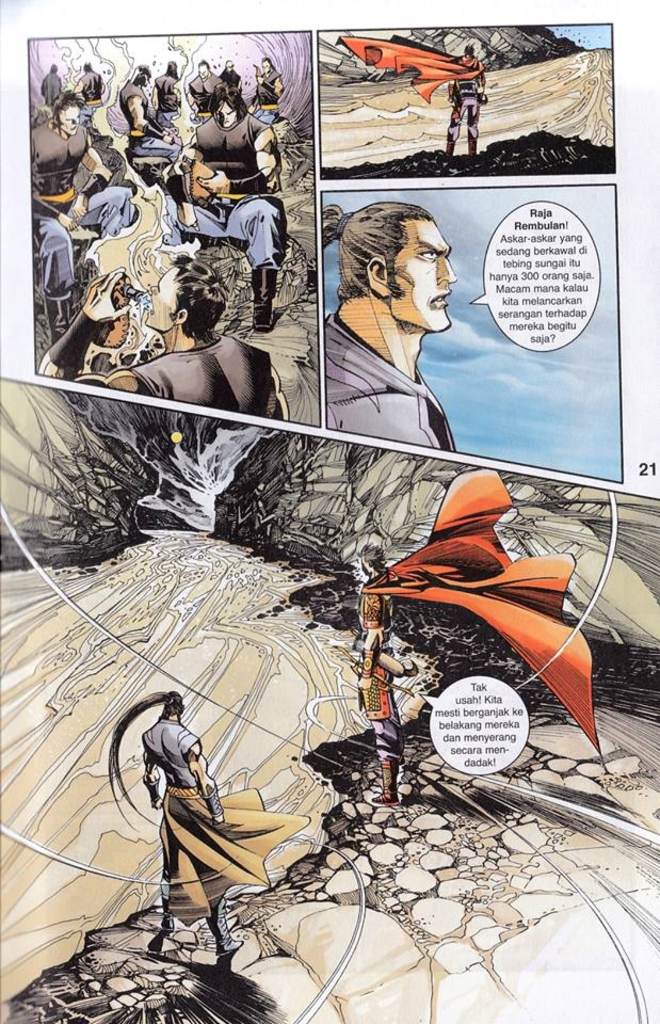 Raja
Rembulan!
Askar-askar yang
sedang berkawal di
tebing sungai itu
hanya 300 orang saja.
Macam mana kalau
kita melancarkan
serangan terhadap
mereka begitu
saja?
21
Tak
usah! Kita
mesti berganjak ke
belakang mereka
dan menyerang
secara men-
dadak!